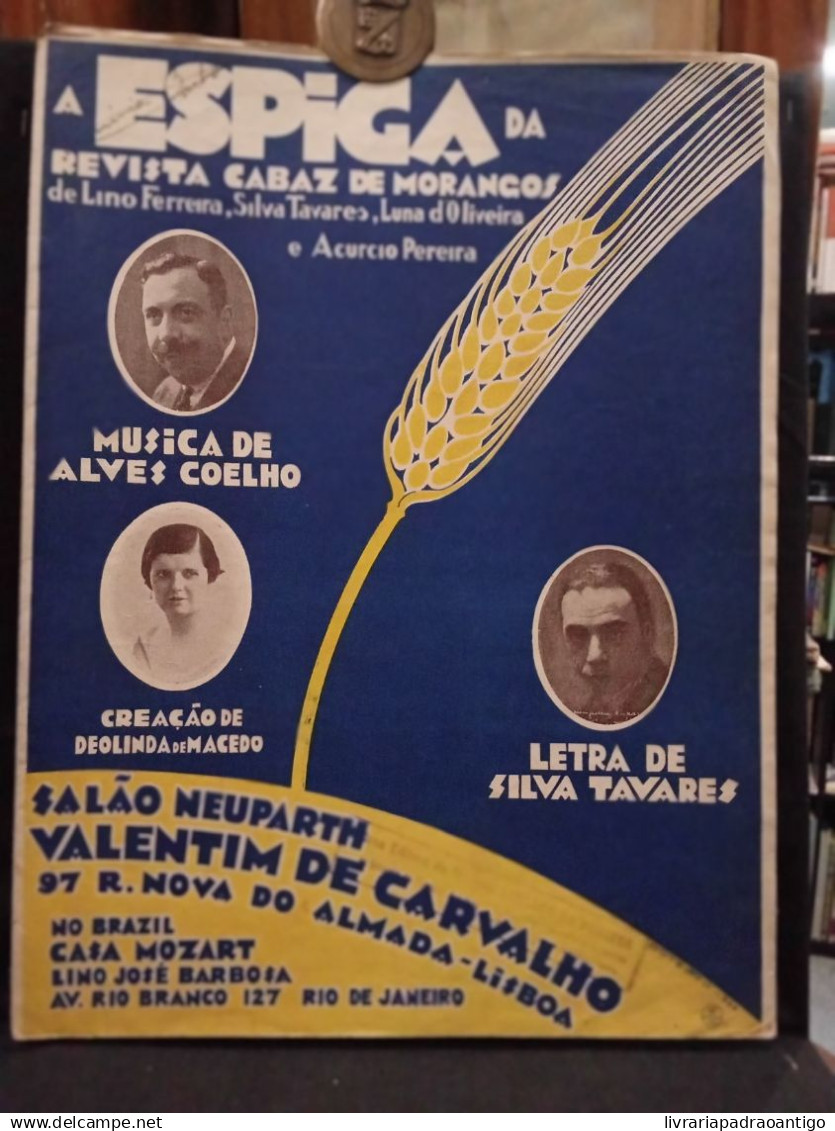 A ESPiGA DA
REVISTA CABAZ DE MORANGOS
de Lino Ferreira, Silva Tavares, Luna d'Oliveira
e Acurcio Pereira
MUSiCA DE
ALVES COELHO
CREAÇÃO DE
DEOLINDA DE MACEDO
LETRA DE
SILVA TAVARES
SALÃO NEUPARTH
VALENTIM DE CARVALHO
97 R. NOVA DO ALMADA-LiSBOA
NO BRAZIL
CASA MOZART
LINO JOSÉ BARBOSA
AV. RIO BRANCO 127 RIO DE JANEIRO
delcampe.net
livrariapadraoantigo